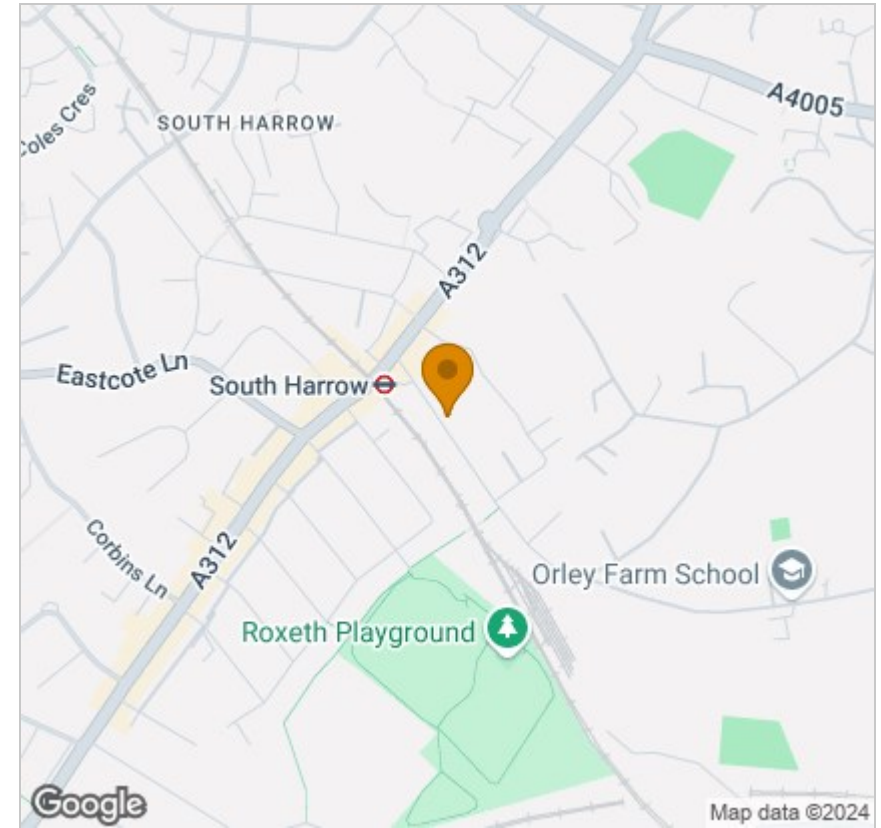 Coles Cres
SOUTH HARROW
A4005
A312
Eastcote Ln
South Harrow
Corbins Ln
A312
Orley Farm School
Roxeth Playground
Google
Map data ©2024